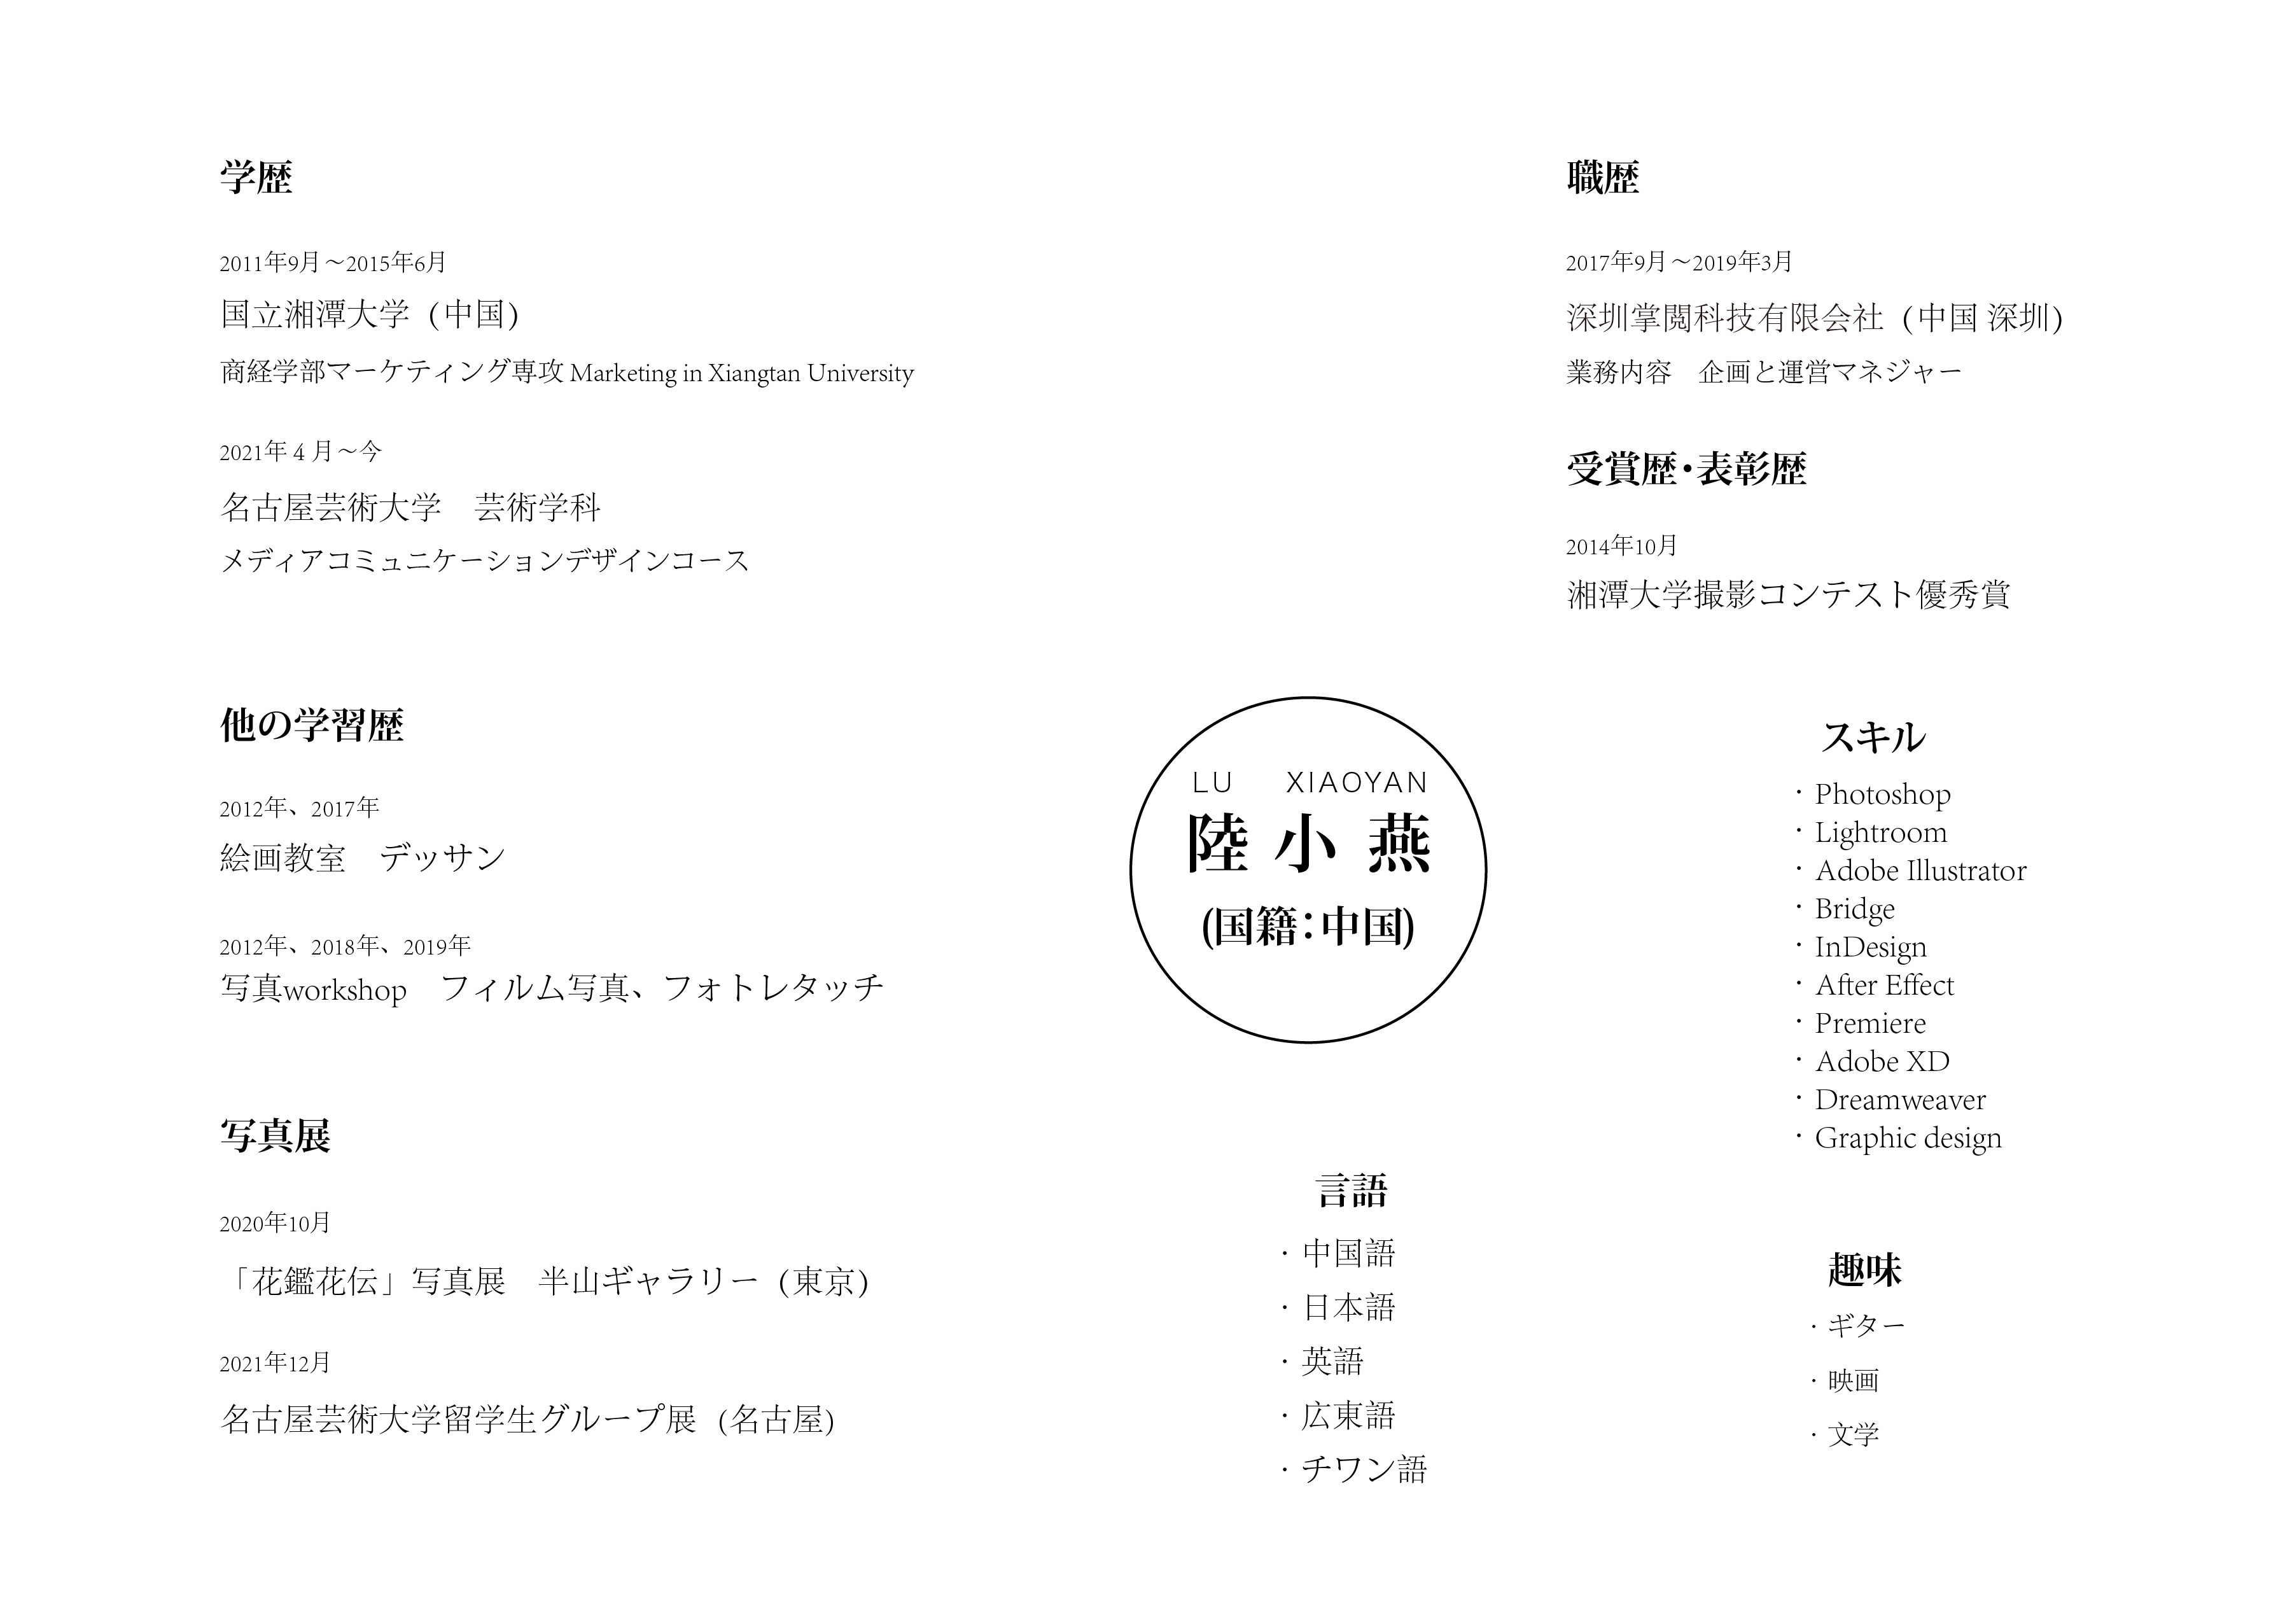 学歴
2011年9月～2015年6月
国立湘潭大学（中国）
商経学部マーケティング専攻 Marketing in Xiangtan University
2021年４月～今
名古屋芸術大学　芸術学科
メディアコミュニケーションデザインコース
他の学習歴
2012年、2017年
絵画教室　デッサン
2012年、2018年、2019年
写真workshop　フィルム写真、フォトレタッチ
写真展
2020年10月
「花鑑花伝」写真展　半山ギャラリー（東京）
2021年12月
名古屋芸術大学留学生グループ展（名古屋）
LU XIAOYAN
陸 小 燕
(国籍：中国)
言語
・中国語
・日本語
・英語
・広東語
・チワン語
職歴
2017年9月～2019年3月
深圳掌閲科技有限会社（中国 深圳）
業務内容　企画と運営マネジャー
受賞歴・表彰歴
2014年10月
湘潭大学撮影コンテスト優秀賞
スキル
・Photoshop
・Lightroom
・Adobe Illustrator
・Bridge
・InDesign
・After Effect
・Premiere
・Adobe XD
・Dreamweaver
・Graphic design
趣味
・ギター
・映画
・文学